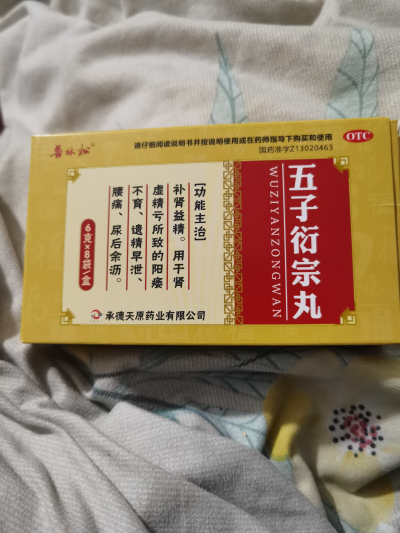 請仔细阅读说明书并按说明使用或在药师指导下购买和使用
OTC
国药准字Z13020463
五子衍宗丸
WUZIYANZONGWAN
[功能主治]
补肾益精。用于肾
虚精亏所致的阳痿
不育、遗精早泄、
腰痛、尿后余沥。
6克×8袋/盒
承德天原药业有限公司